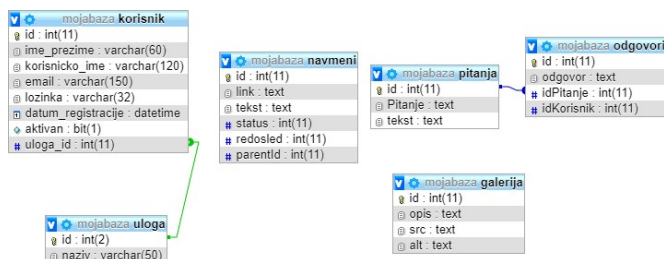 mojabaza korisnik
id : int(11)
ime_prezime : varchar(60)
korisnicko_ime : varchar(120)
email : varchar(150)
lozinka : varchar(32)
datum_registracije : datetime
aktivan : bit(1)
uloga_id : int(11)
mojabaza uloga
id : int(2)
naziv : varchar(50)
mojabaza navmeni
id : int(11)
link : text
tekst : text
status : int(11)
redosled : int(11)
parentId : int(11)
mojabaza pitanja
id : int(11)
Pitanje : text
tekst : text
mojabaza odgovori
id : int(11)
odgovor : text
idPitanje : int(11)
idKorisnik : int(11)
mojabaza galerija
id : int(11)
opis : text
src : text
alt : text